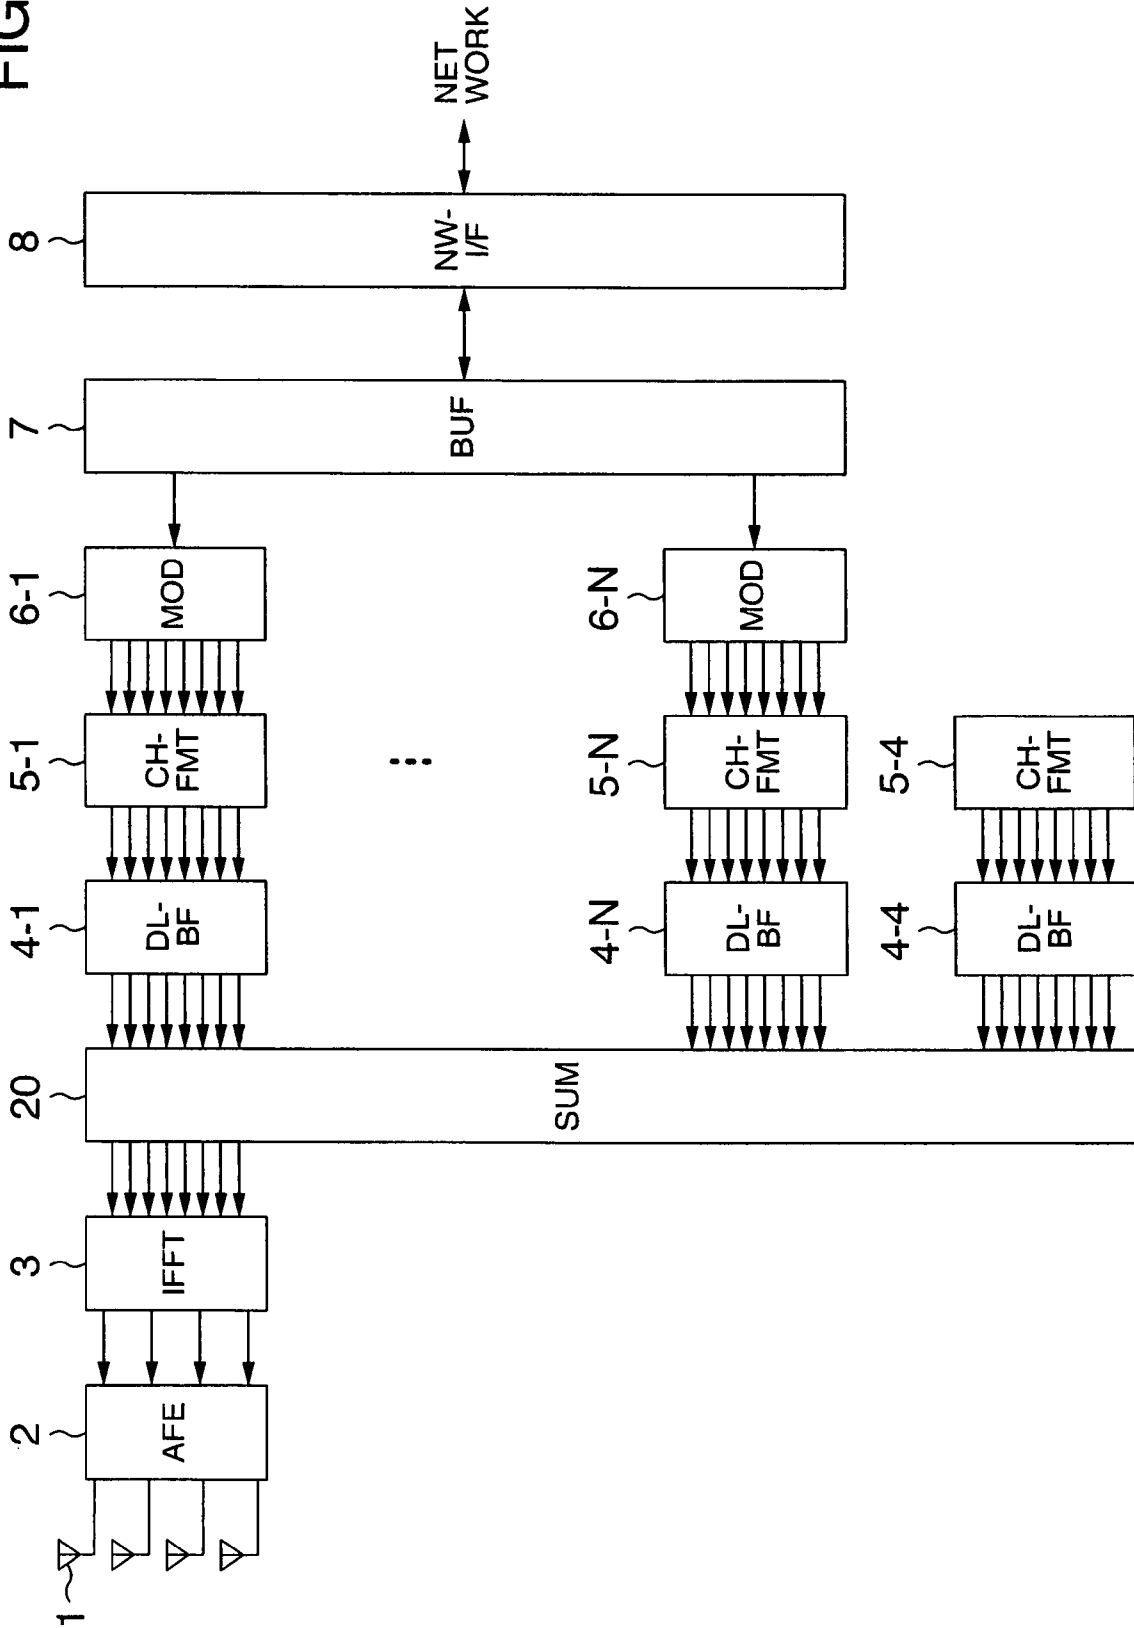 FIG
1
2
AFE
3
IFFT
20
SUM
4-1
DL-
BF
5-1
CH-
FMT
6-1
MOD
7
BUF
8
NW-
I/F
NET
WORK
4-N
DL-
BF
5-N
CH-
FMT
6-N
MOD
4-4
DL-
BF
5-4
CH-
FMT